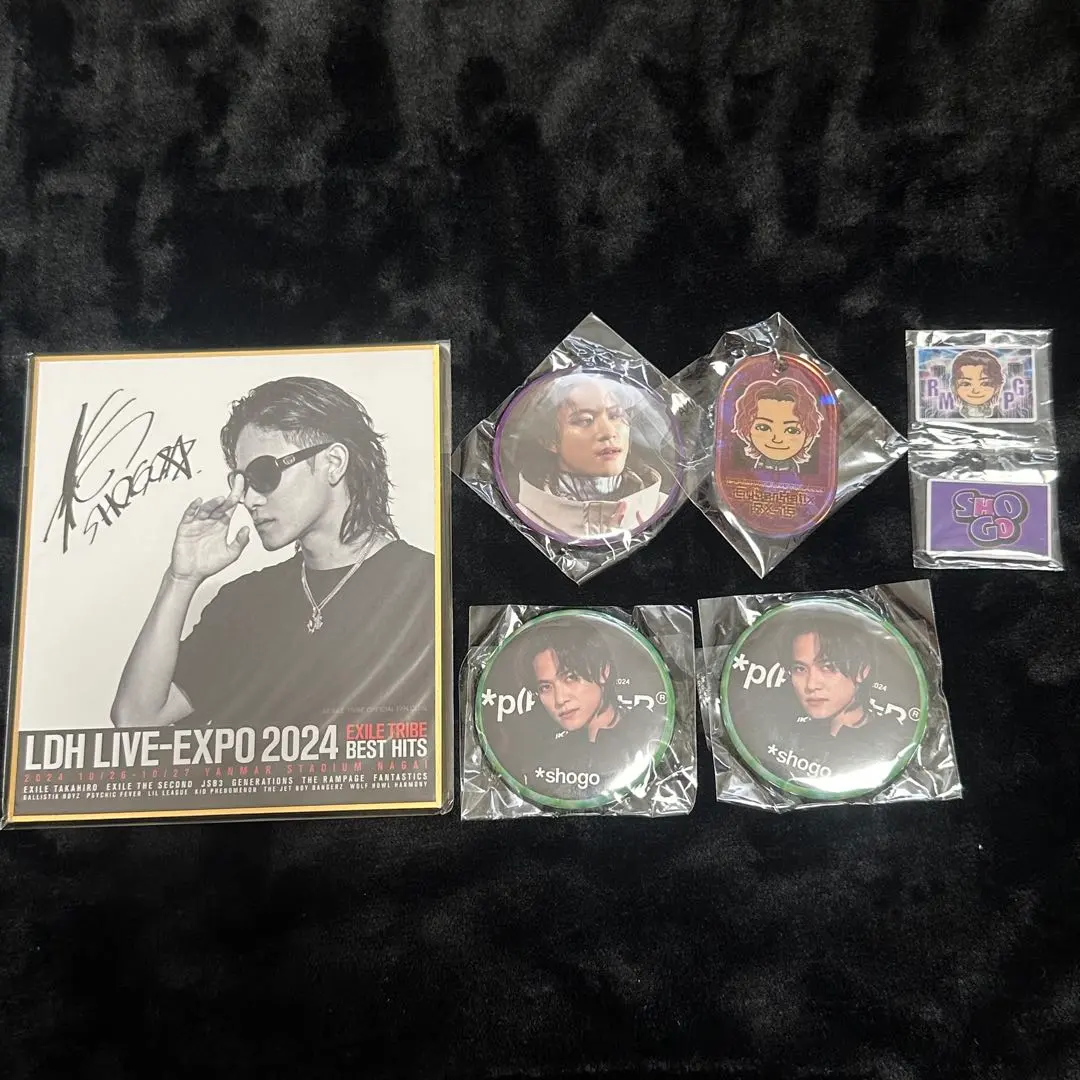 SHOGO
LDH LIVE-EXPO 2024
EXILE TRIBE
BEST HITS
2024 10/26-10/27 YANMAR STADIUM NAGAI
EXILE TAKAHIRO EXILE THE SECOND JSB3 GENERATIONS THE RAMPAGE FANTASTICS
BALLISTIK BOYZ PSYCHIC FEVER LIL LEAGUE KID PHENOMENON THE JET BOY BANGERZ WOLF HOWL HARMONY
RMPG
SHO
GO
*p(R
*shogo
*p(R
*shogo